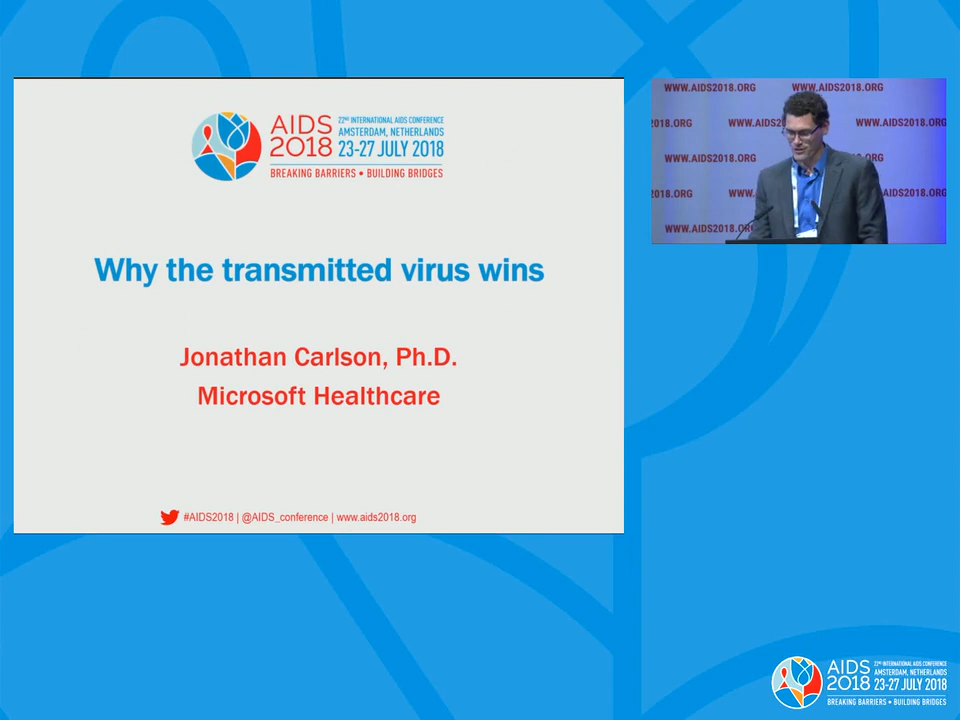 AIDS 2018
22ND INTERNATIONAL AIDS CONFERENCE
AMSTERDAM, NETHERLANDS
23-27 JULY 2018
BREAKING BARRIERS • BUILDING BRIDGES
Why the transmitted virus wins
Jonathan Carlson, Ph.D.
Microsoft Healthcare
#AIDS2018 | @AIDS_conference | www.aids2018.org
WWW.AIDS2018.ORG WWW.AIDS2018.ORG
2018.ORG WWW.AIDS2 WWW.AIDS2018.ORG
WWW.AIDS2018.ORG .ORG
2018.ORG WWW. AIDS2018.ORG
WWW.AIDS2018.OR
AIDS 2018
22ND INTERNATIONAL AIDS CONFERENCE
AMSTERDAM, NETHERLANDS
23-27 JULY 2018
BREAKING BARRIERS • BUILDING BRIDGES